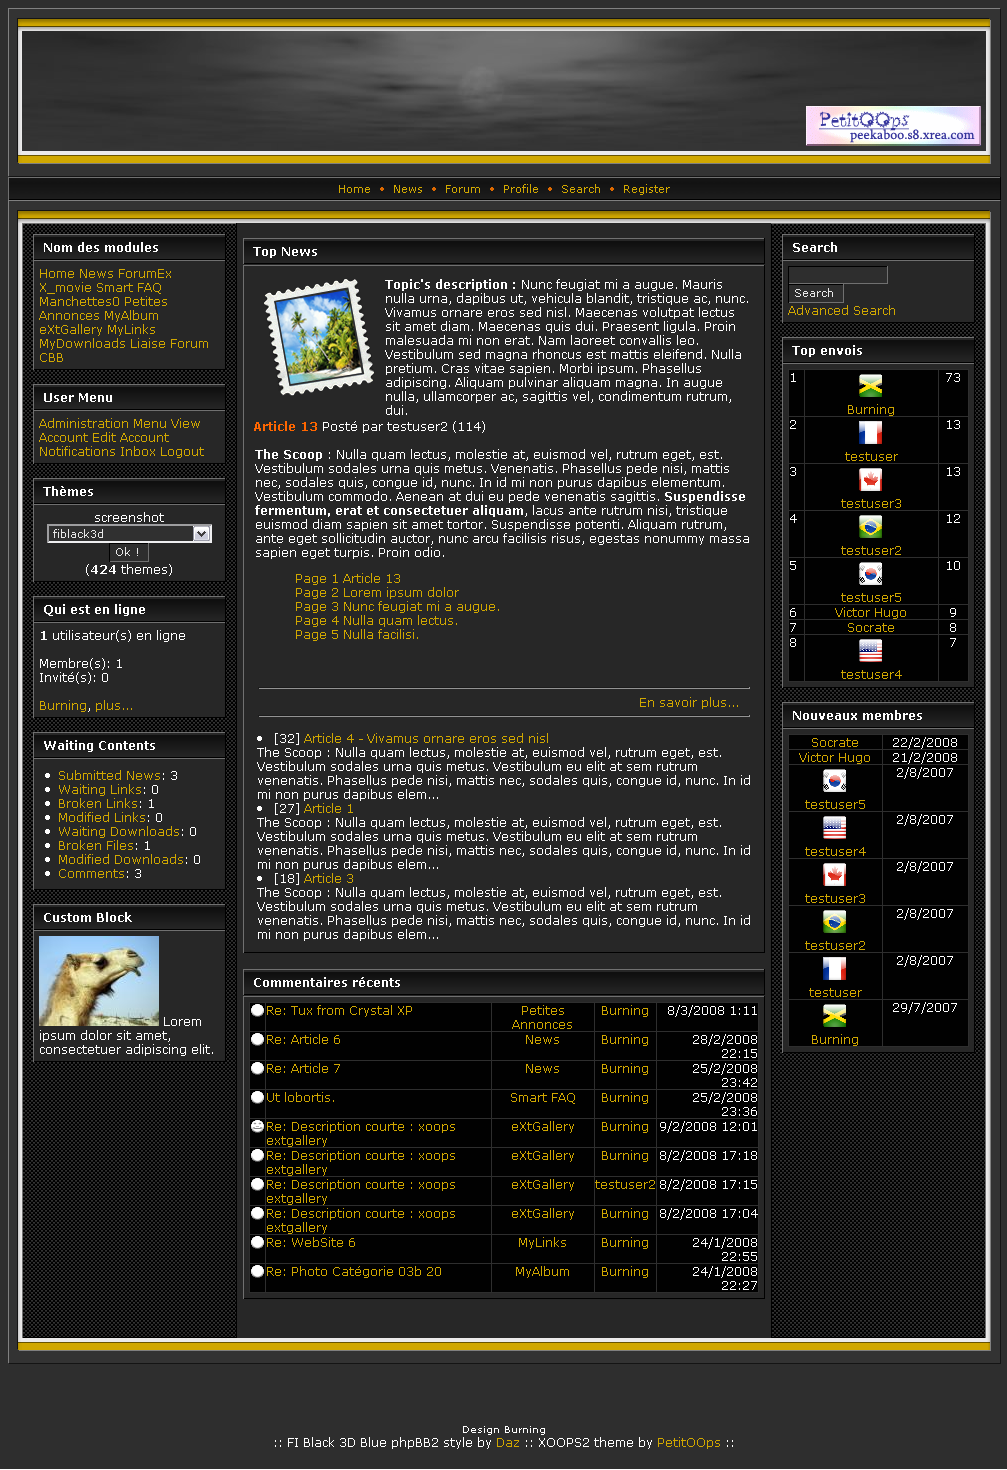 PetitOOps
peekaboo.s8.xrea.com
Home • News • Forum • Profile • Search • Register
Nom des modules
Home News ForumEx
X_movie Smart FAQ
Manchettes0 Petites
Annonces MyAlbum
eXtGallery MyLinks
MyDownloads Liaise Forum
CBB
User Menu
Administration Menu View
Account Edit Account
Notifications Inbox Logout
Thèmes
screenshot
fiblack3d
Ok !
(424 themes)
Qui est en ligne
1 utilisateur(s) en ligne
Membre(s): 1
Invité(s): 0
Burning, plus...
Waiting Contents
Submitted News: 3
Waiting Links: 0
Broken Links: 1
Modified Links: 0
Waiting Downloads: 0
Broken Files: 1
Modified Downloads: 0
Comments: 3
Custom Block
Lorem
ipsum dolor sit amet,
consectetuer adipiscing elit.
Top News
Topic's description : Nunc feugiat mi a augue. Mauris
nulla urna, dapibus ut, vehicula blandit, tristique ac, nunc.
Vivamus ornare eros sed nisl. Maecenas volutpat lectus
sit amet diam. Maecenas quis dui. Praesent ligula. Proin
malesuada mi non erat. Nam laoreet convallis leo.
Vestibulum sed magna rhoncus est mattis eleifend. Nulla
pretium. Cras vitae sapien. Morbi ipsum. Phasellus
adipiscing. Aliquam pulvinar aliquam magna. In augue
nulla, ullamcorper ac, sagittis vel, condimentum rutrum,
dui.
Article 13 Posté par testuser2 (114)
The Scoop : Nulla quam lectus, molestie at, euismod vel, rutrum eget, est.
Vestibulum sodales urna quis metus. Venenatis. Phasellus pede nisi, mattis
nec, sodales quis, congue id, nunc. In id mi non purus dapibus elementum.
Vestibulum commodo. Aenean at dui eu pede venenatis sagittis. Suspendisse
fermentum, erat et consectetuer aliquam, lacus ante rutrum nisi, tristique
euismod diam sapien sit amet tortor. Suspendisse potenti. Aliquam rutrum,
ante eget sollicitudin auctor, nunc arcu facilisis risus, egestas nonummy massa
sapien eget turpis. Proin odio.
Page 1 Article 13
Page 2 Lorem ipsum dolor
Page 3 Nunc feugiat mi a augue.
Page 4 Nulla quam lectus.
Page 5 Nulla facilisi.
En savoir plus...
[32] Article 4 - Vivamus ornare eros sed nisl
The Scoop : Nulla quam lectus, molestie at, euismod vel, rutrum eget, est.
Vestibulum sodales urna quis metus. Vestibulum eu elit at sem rutrum
venenatis. Phasellus pede nisi, mattis nec, sodales quis, congue id, nunc. In id
mi non purus dapibus elem...
[27] Article 1
The Scoop : Nulla quam lectus, molestie at, euismod vel, rutrum eget, est.
Vestibulum sodales urna quis metus. Vestibulum eu elit at sem rutrum
venenatis. Phasellus pede nisi, mattis nec, sodales quis, congue id, nunc. In id
mi non purus dapibus elem...
[18] Article 3
The Scoop : Nulla quam lectus, molestie at, euismod vel, rutrum eget, est.
Vestibulum sodales urna quis metus. Vestibulum eu elit at sem rutrum
venenatis. Phasellus pede nisi, mattis nec, sodales quis, congue id, nunc. In id
mi non purus dapibus elem...
Commentaires récents
Re: Tux from Crystal XP Petites Annonces Burning 8/3/2008 1:11
Re: Article 6 News Burning 28/2/2008 22:15
Re: Article 7 News Burning 25/2/2008 23:42
Ut lobortis. Smart FAQ Burning 25/2/2008 23:36
Re: Description courte : xoops extgallery eXtGallery Burning 9/2/2008 12:01
Re: Description courte : xoops extgallery eXtGallery Burning 8/2/2008 17:18
Re: Description courte : xoops extgallery eXtGallery testuser2 8/2/2008 17:15
Re: Description courte : xoops extgallery eXtGallery Burning 8/2/2008 17:04
Re: WebSite 6 MyLinks Burning 24/1/2008 22:55
Re: Photo Catégorie 03b 20 MyAlbum Burning 24/1/2008 22:27
Search
Search
Advanced Search
Top envois
1 Burning 73
2 testuser 13
3 testuser3 13
4 testuser2 12
5 testuser5 10
6 Victor Hugo 9
7 Socrate 8
8 testuser4 7
Nouveaux membres
Socrate 22/2/2008
Victor Hugo 21/2/2008
testuser5 2/8/2007
testuser4 2/8/2007
testuser3 2/8/2007
testuser2 2/8/2007
testuser 2/8/2007
Burning 29/7/2007
Design Burning
:: FI Black 3D Blue phpBB2 style by Daz :: XOOPS2 theme by PetitOOps ::